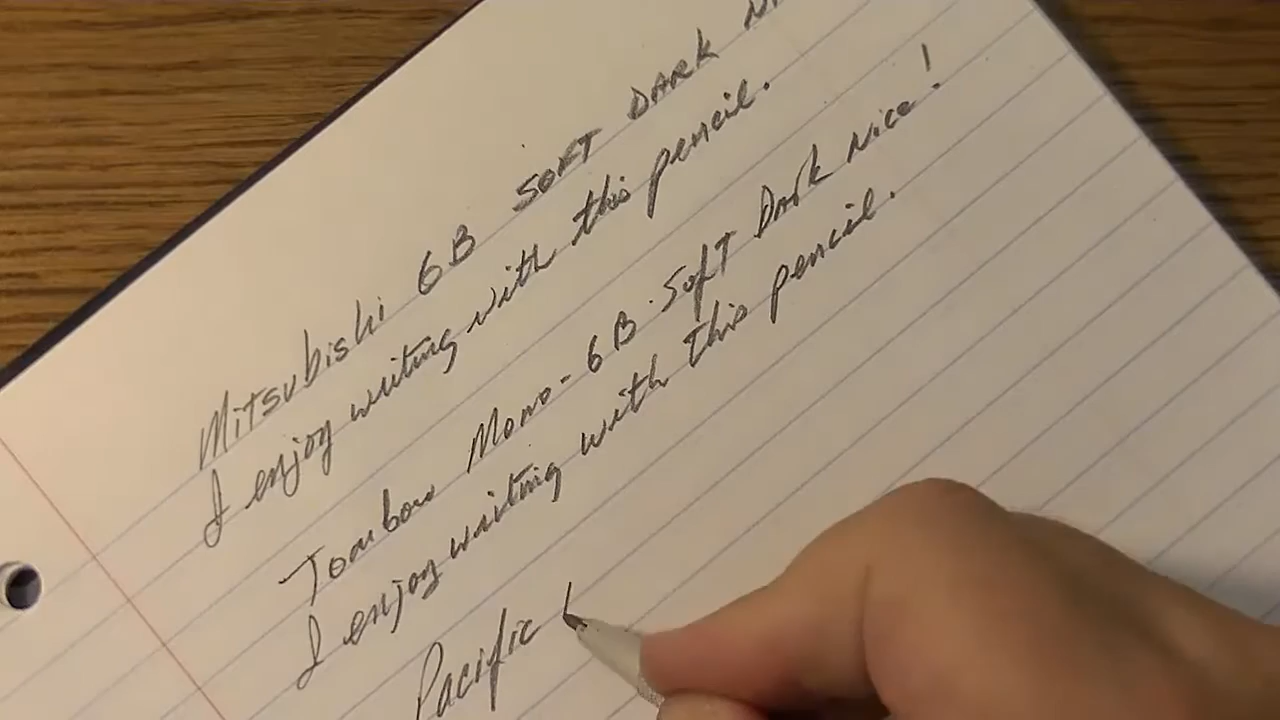 Mitsubishi 6B SOFT DARK
I enjoy writing with this pencil.
Tombow Mono - 6B Soft Dark Nice!
I enjoy writing with this pencil.
Pacific